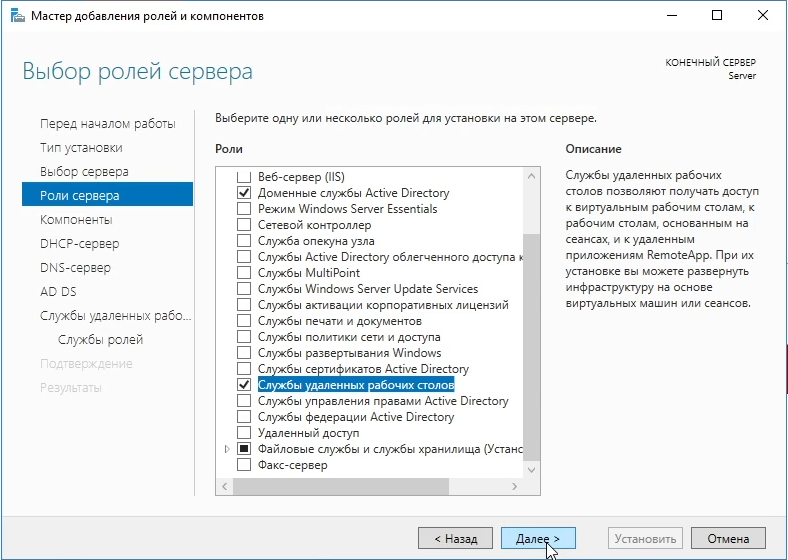 Мастер добавления ролей и компонентов
Выбор ролей сервера
КОНЕЧНЫЙ СЕРВЕР
Server
Перед началом работы
Тип установки
Выбор сервера
Роли сервера
Компоненты
DHCP-сервер
DNS-сервер
AD DS
Службы удаленных рабо...
Службы ролей
Подтверждение
Результаты
Выберите одну или несколько ролей для установки на этом сервере.
Роли
Веб-сервер (IIS)
Доменные службы Active Directory
Режим Windows Server Essentials
Сетевой контроллер
Служба опекуна узла
Службы Active Directory облегченного доступа к
Службы MultiPoint
Службы Windows Server Update Services
Службы активации корпоративных лицензий
Службы печати и документов
Службы политики сети и доступа
Службы развертывания Windows
Службы сертификатов Active Directory
Службы удаленных рабочих столов
Службы управления правами Active Directory
Службы федерации Active Directory
Удаленный доступ
Файловые службы и службы хранилища (Устано
Факс-сервер
Описание
Службы удаленных рабочих
столов позволяют получать доступ
к виртуальным рабочим столам, к
рабочим столам, основанным на
сеансах, и к удаленным
приложениям RemoteApp. При их
установке вы можете развернуть
инфраструктуру на основе
виртуальных машин или сеансов.
< Назад
Далее >
Установить
Отмена